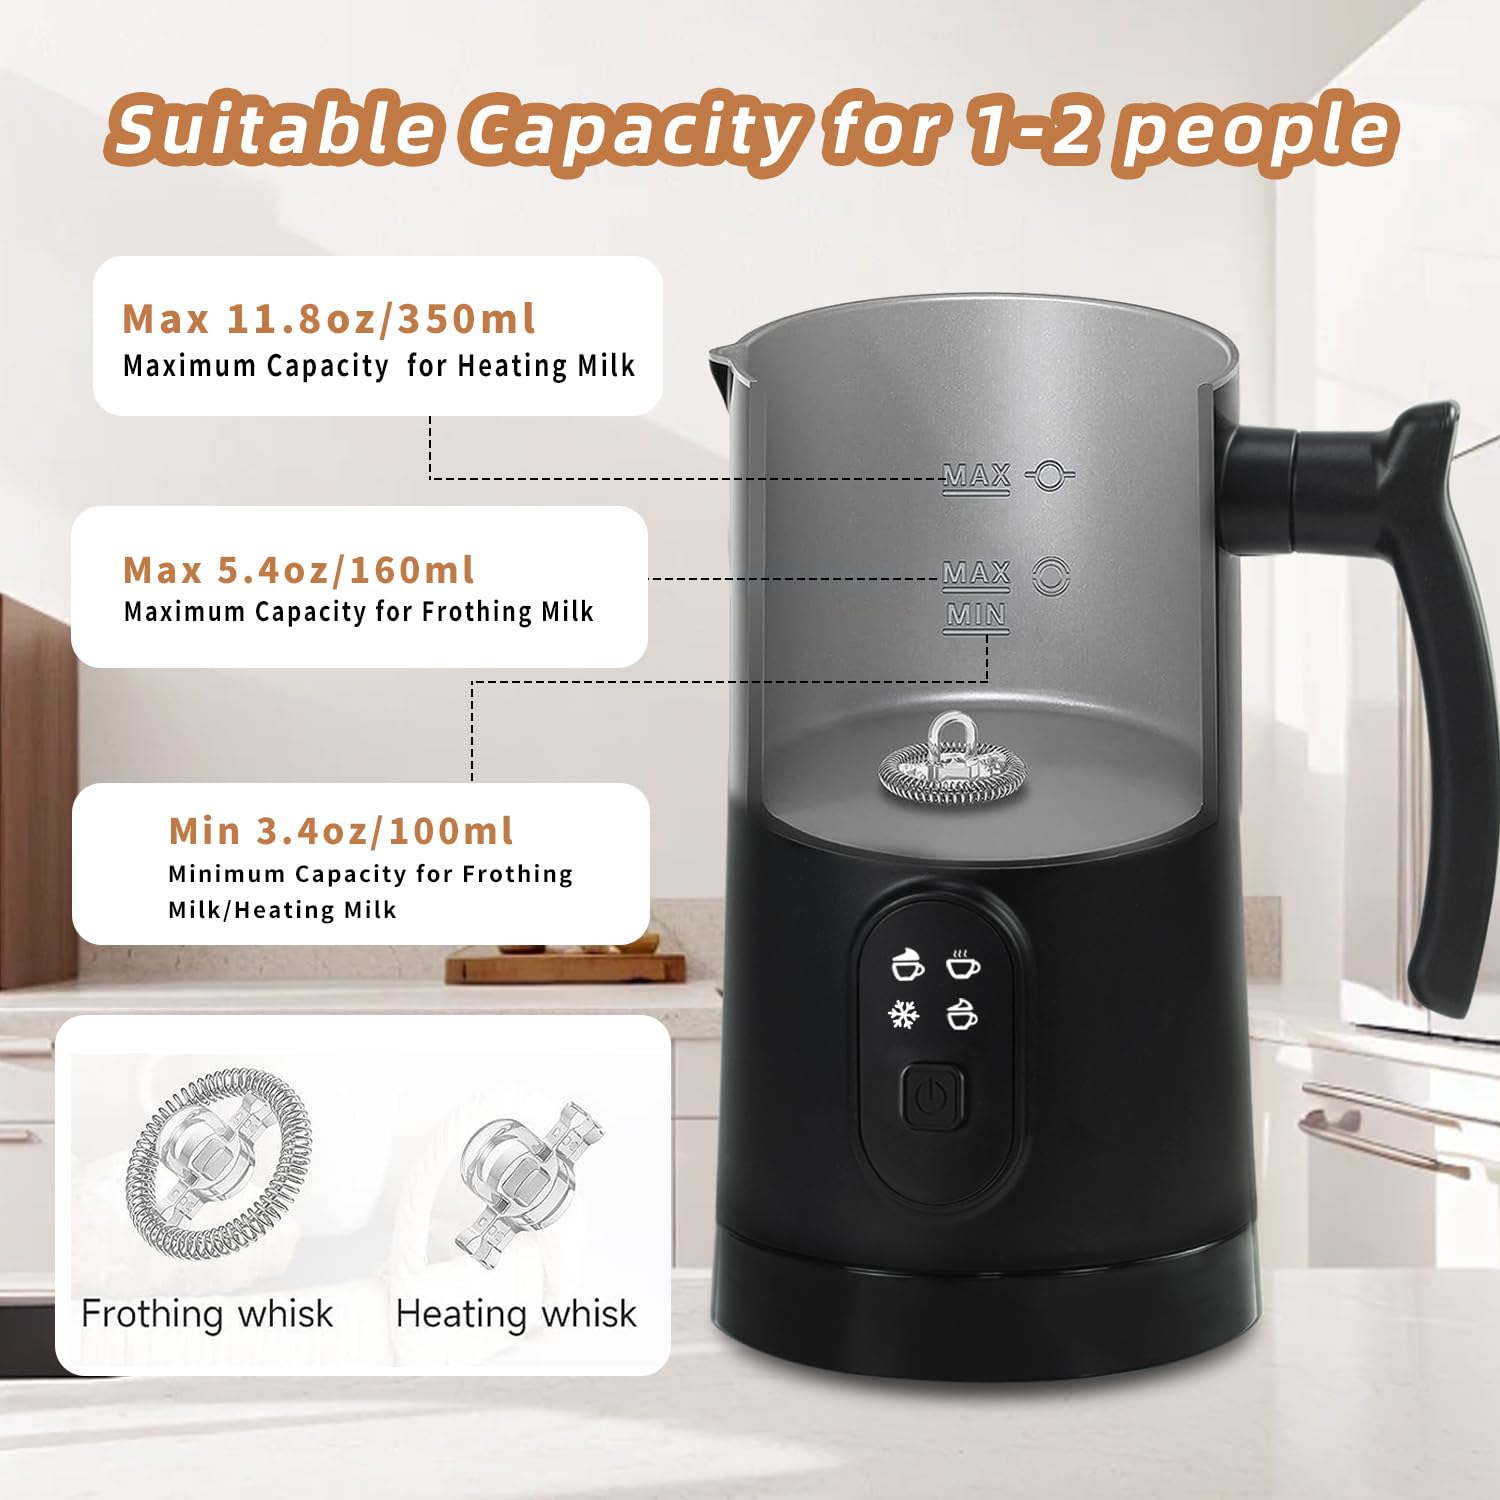 Suitable Capacity for 1-2 people
Max 11.8oz/350ml
Maximum Capacity for Heating Milk
Max 5.4oz/160ml
Maximum Capacity for Frothing Milk
Min 3.4oz/100ml
Minimum Capacity for Frothing
Milk/Heating Milk
MAX
MAX
MIN
Frothing whisk
Heating whisk